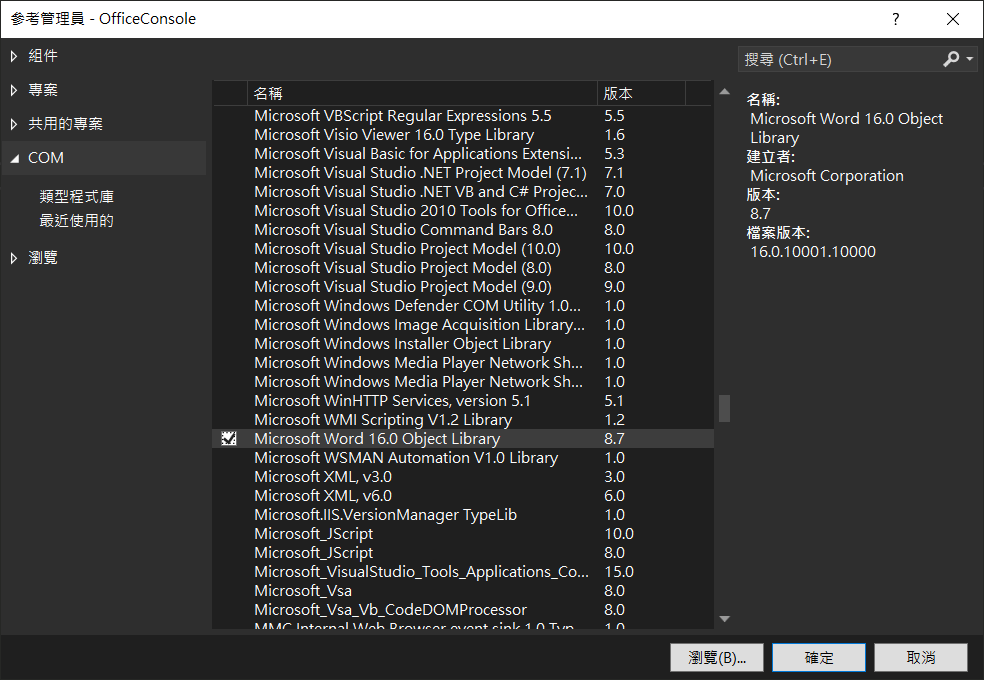 參考管理員 - OfficeConsole
?
組件
專案
共用的專案
COM
類型程式庫
最近使用的
瀏覽
名稱 版本
Microsoft VBScript Regular Expressions 5.5 5.5
Microsoft Visio Viewer 16.0 Type Library 1.6
Microsoft Visual Basic for Applications Extensi... 5.3
Microsoft Visual Studio .NET Project Model (7.1) 7.1
Microsoft Visual Studio .NET VB and C# Projec... 7.0
Microsoft Visual Studio 2010 Tools for Office... 10.0
Microsoft Visual Studio Command Bars 8.0 8.0
Microsoft Visual Studio Project Model (10.0) 10.0
Microsoft Visual Studio Project Model (8.0) 8.0
Microsoft Visual Studio Project Model (9.0) 9.0
Microsoft Windows Defender COM Utility 1.0... 1.0
Microsoft Windows Image Acquisition Library... 1.0
Microsoft Windows Installer Object Library 1.0
Microsoft Windows Media Player Network Sh... 1.0
Microsoft Windows Media Player Network Sh... 1.0
Microsoft WinHTTP Services, version 5.1 5.1
Microsoft WMI Scripting V1.2 Library 1.2
Microsoft Word 16.0 Object Library 8.7
Microsoft WSMAN Automation V1.0 Library 1.0
Microsoft XML, v3.0 3.0
Microsoft XML, v6.0 6.0
Microsoft.IIS.VersionManager TypeLib 1.0
Microsoft_JScript 10.0
Microsoft_JScript 8.0
Microsoft_VisualStudio_Tools_Applications_Co... 15.0
Microsoft_Vsa 8.0
Microsoft_Vsa_Vb_CodeDOMProcessor 8.0
MMC Internal Web Browser event sink 1.0 Typ... 1.0
搜尋 (Ctrl+E)
名稱:
Microsoft Word 16.0 Object
Library
建立者:
Microsoft Corporation
版本:
8.7
檔案版本:
16.0.10001.10000
瀏覽(B)... 確定 取消